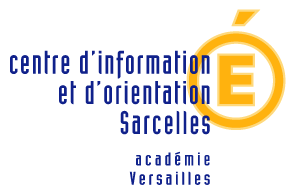 centre d'information
et d'orientation
Sarcelles
É
académie
Versailles